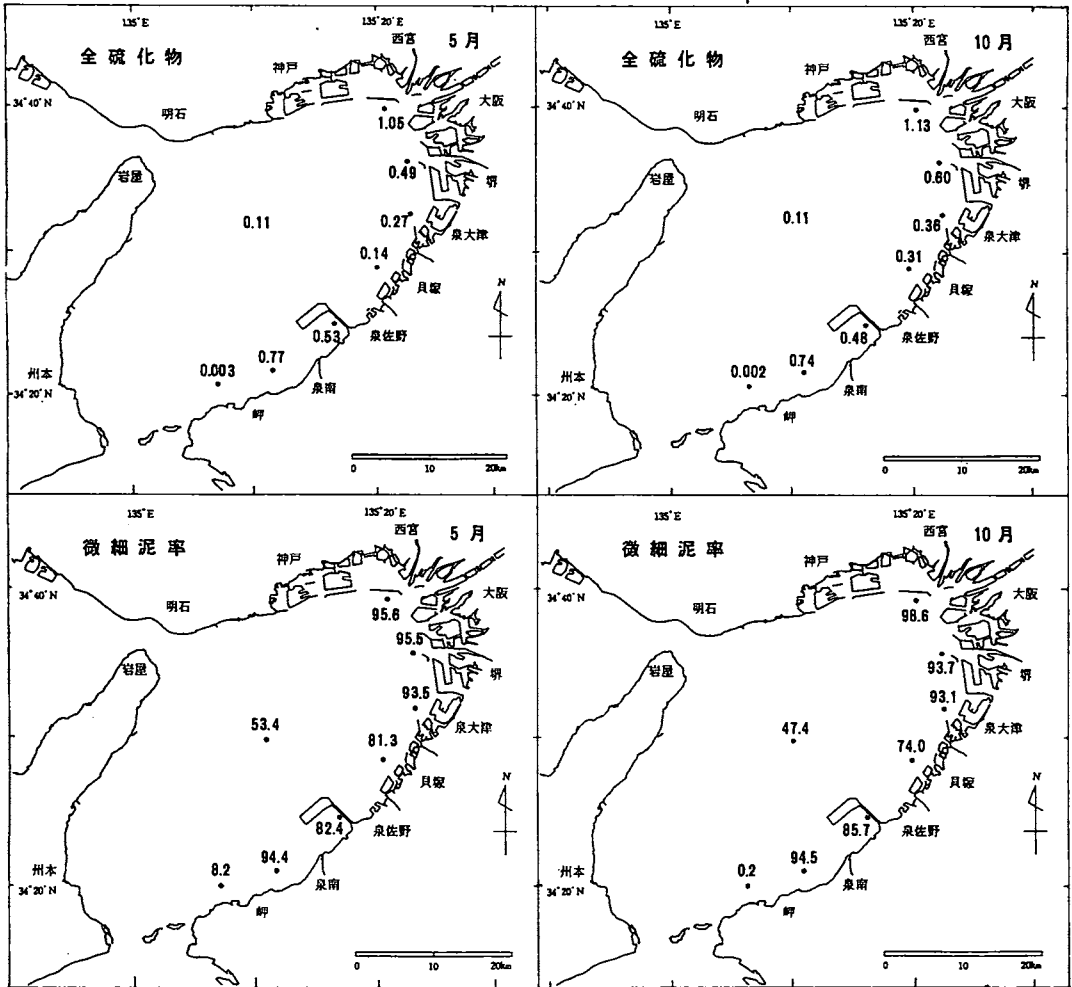 135°E
135°20'E
全硫化物
5月
西宮
神戸
大阪
34°40'N
明石
1.05
岩屋
0.49
堺
0.11
0.27
泉大津
0.14
貝塚
N
0.53
泉佐野
0.77
州本
0.003
泉南
34°20'N
岬
0
10
20km
135°E
135°20'E
全硫化物
10月
西宮
神戸
大阪
34°40'N
明石
1.13
岩屋
0.60
堺
0.11
0.36
泉大津
0.31
貝塚
N
0.48
泉佐野
0.74
州本
0.002
泉南
34°20'N
岬
0
10
20km
135°E
135°20'E
微細泥率
5月
西宮
神戸
大阪
34°40'N
明石
95.6
95.5
岩屋
堺
93.5
53.4
泉大津
81.3
貝塚
N
82.4
泉佐野
94.4
州本
8.2
泉南
34°20'N
岬
0
10
20km
135°E
135°20'E
微細泥率
10月
西宮
神戸
大阪
34°40'N
明石
98.6
93.7
岩屋
堺
93.1
47.4
泉大津
74.0
貝塚
N
85.7
泉佐野
94.5
州本
0.2
泉南
34°20'N
岬
0
10
20km